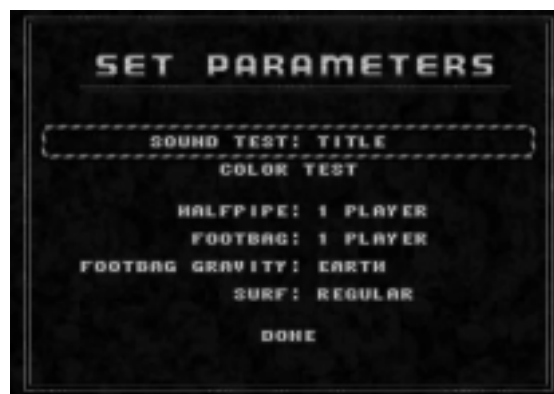 SET PARAMETERS
SOUND TEST: TITLE
COLOR TEST
HALFPIPE: 1 PLAYER
FOOTBAG: 1 PLAYER
FOOTBAG GRAVITY: EARTH
SURF: REGULAR
DONE